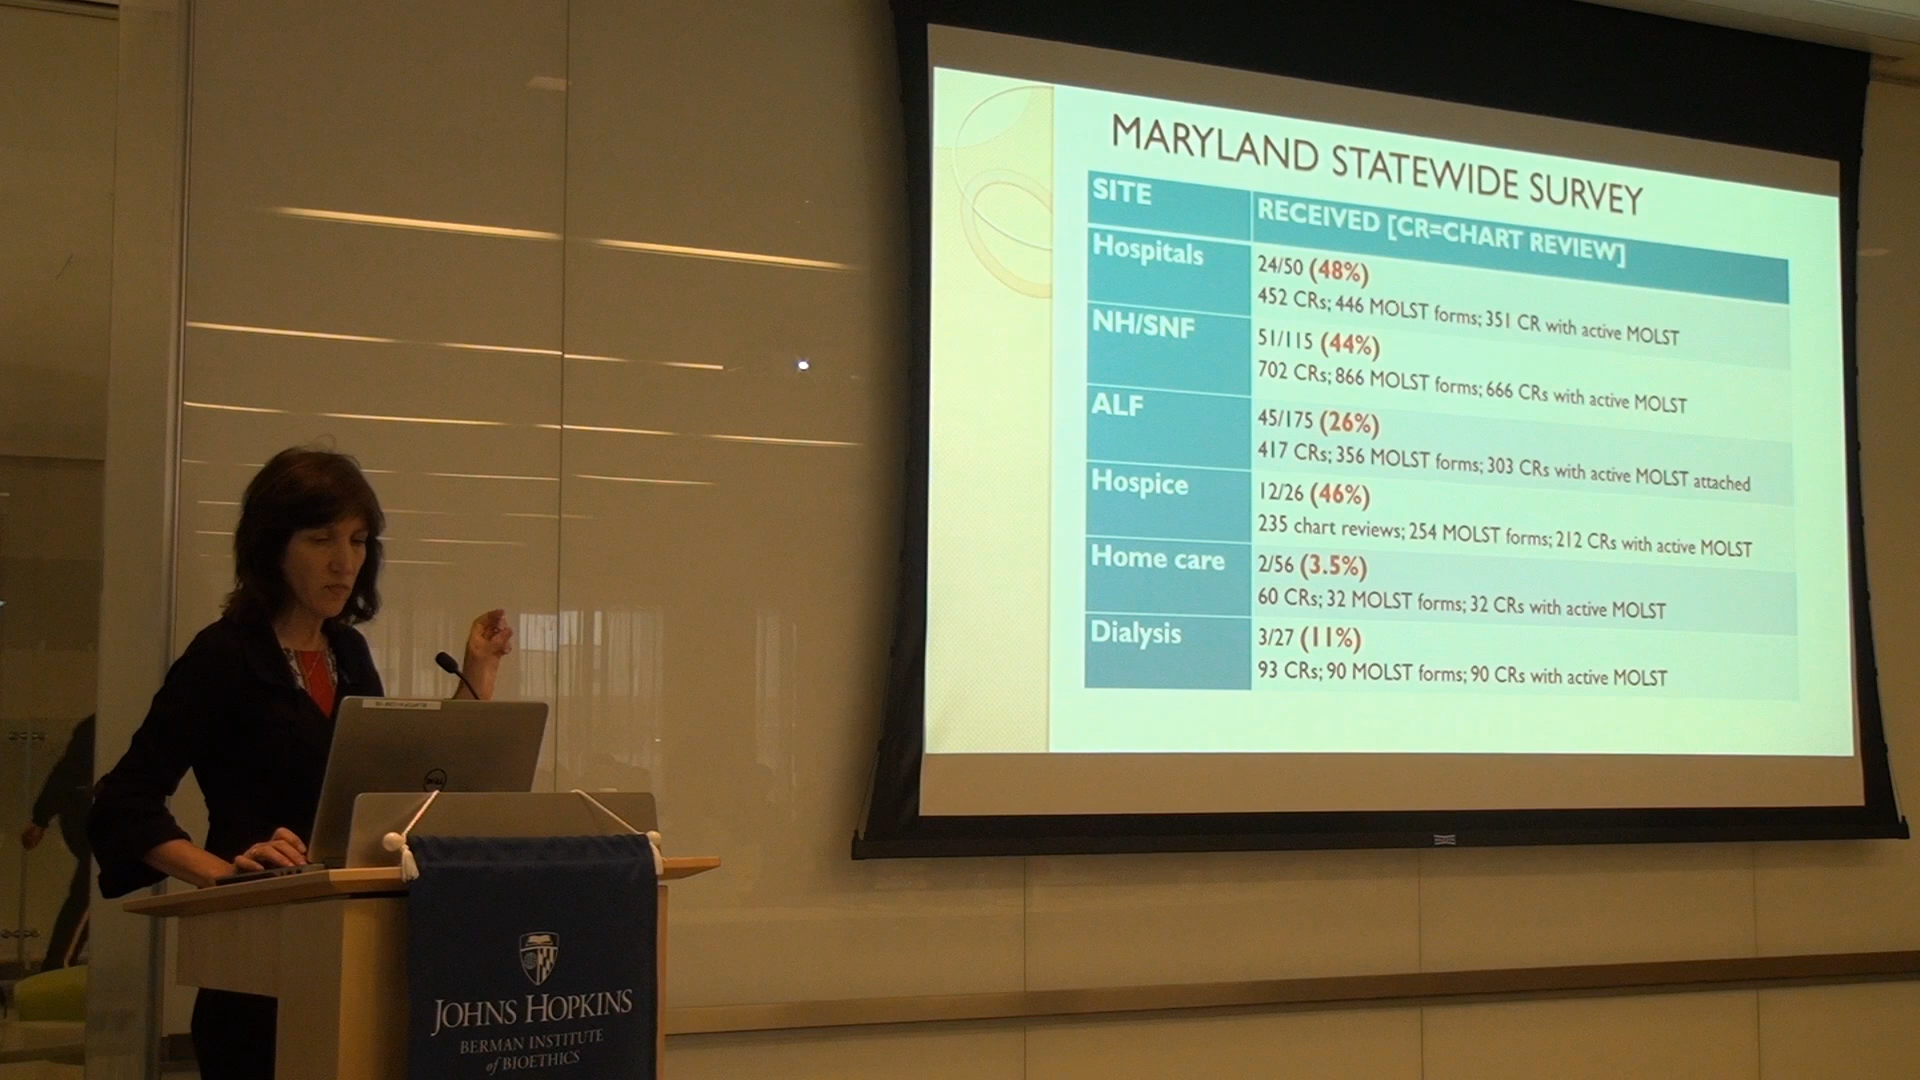 MARYLAND STATEWIDE SURVEY
SITE
RECEIVED [CR=CHART REVIEW]
Hospitals
24/50 (48%)
452 CRs; 446 MOLST forms; 351 CR with active MOLST
NH/SNF
51/115 (44%)
702 CRs; 866 MOLST forms; 666 CRs with active MOLST
ALF
45/175 (26%)
417 CRs; 356 MOLST forms; 303 CRs with active MOLST attached
Hospice
12/26 (46%)
235 chart reviews; 254 MOLST forms; 212 CRs with active MOLST
Home care
2/56 (3.5%)
60 CRs; 32 MOLST forms; 32 CRs with active MOLST
Dialysis
3/27 (11%)
93 CRs; 90 MOLST forms; 90 CRs with active MOLST
DELL
JOHNS HOPKINS
BERMAN INSTITUTE
of BIOETHICS